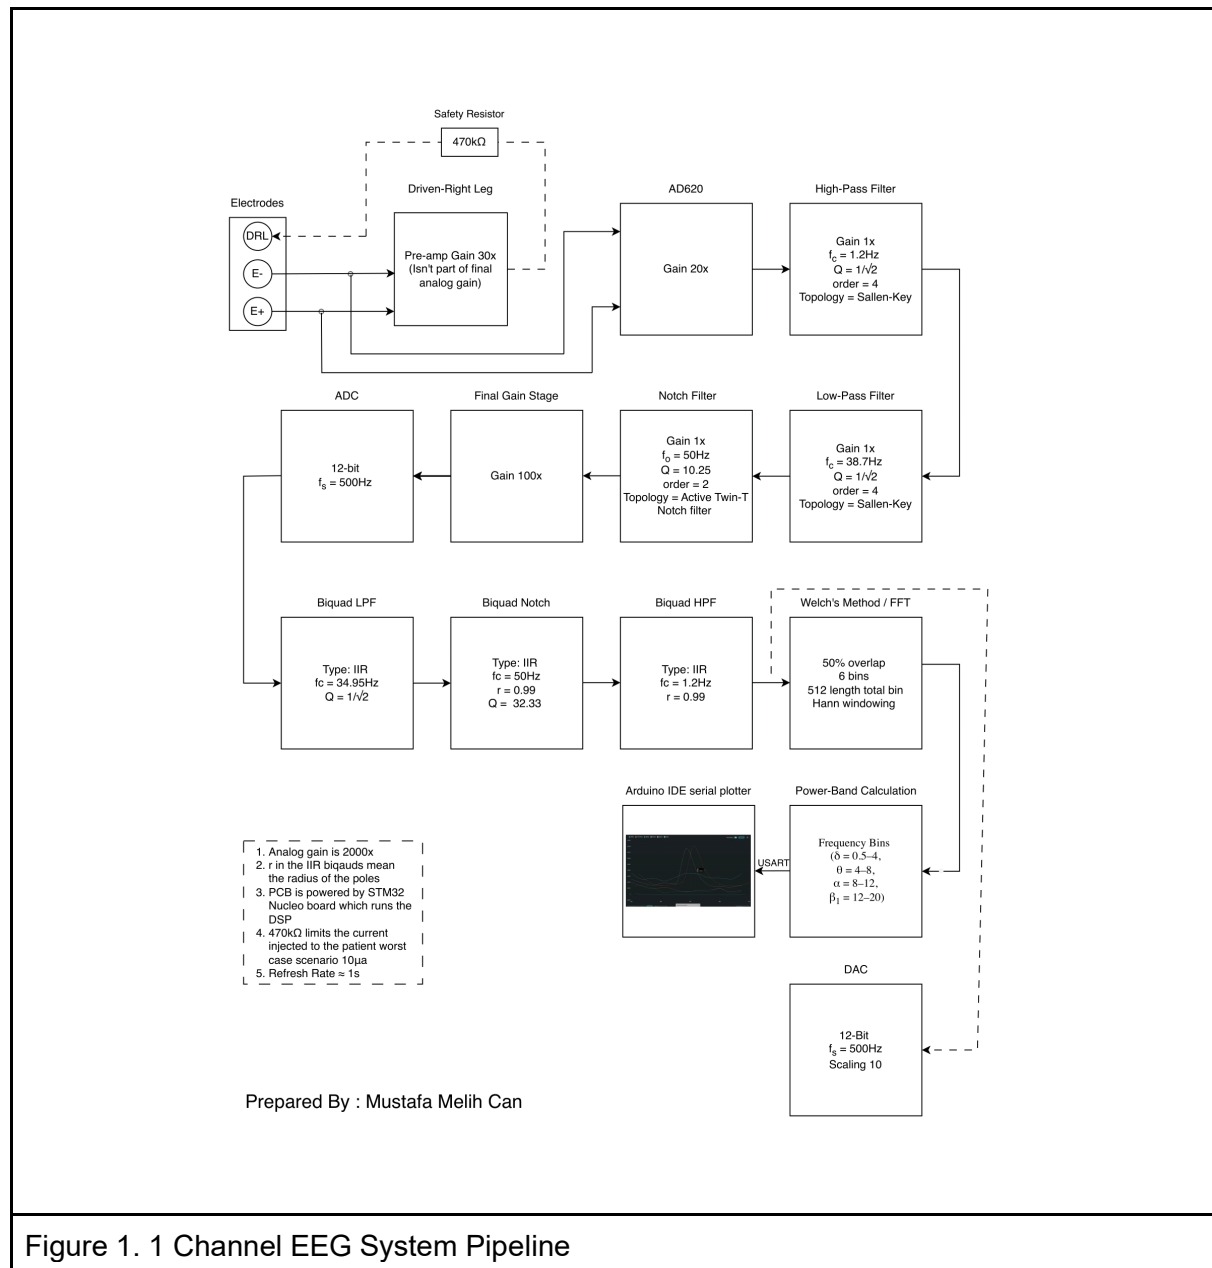 Safety Resistor
470kΩ
Electrodes
DRL
E-
E+
Driven-Right Leg
Pre-amp Gain 30x
(Isn't part of final
analog gain)
AD620
Gain 20x
High-Pass Filter
Gain 1x
fc = 1.2Hz
Q = 1/√2
order = 4
Topology = Sallen-Key
ADC
12-bit
fs = 500Hz
Final Gain Stage
Gain 100x
Notch Filter
Gain 1x
fo = 50Hz
Q = 10.25
order = 2
Topology = Active Twin-T
Notch filter
Low-Pass Filter
Gain 1x
fc = 38.7Hz
Q = 1/√2
order = 4
Topology = Sallen-Key
Biquad LPF
Type: IIR
fc = 34.95Hz
Q = 1/√2
Biquad Notch
Type: IIR
fc = 50Hz
r = 0.99
Q = 32.33
Biquad HPF
Type: IIR
fc = 1.2Hz
r = 0.99
Welch's Method / FFT
50% overlap
6 bins
512 length total bin
Hann windowing
Arduino IDE serial plotter
USART
Power-Band Calculation
Frequency Bins
(δ = 0.5–4,
θ = 4–8,
α = 8–12,
β1 = 12–20)
1. Analog gain is 2000x
2. r in the IIR biqauds mean
the radius of the poles
3. PCB is powered by STM32
Nucleo board which runs the
DSP
4. 470kΩ limits the current
injected to the patient worst
case scenario 10µa
5. Refresh Rate ≈ 1s
DAC
12-Bit
fs = 500Hz
Scaling 10
Prepared By : Mustafa Melih Can
Figure 1. 1 Channel EEG System Pipeline